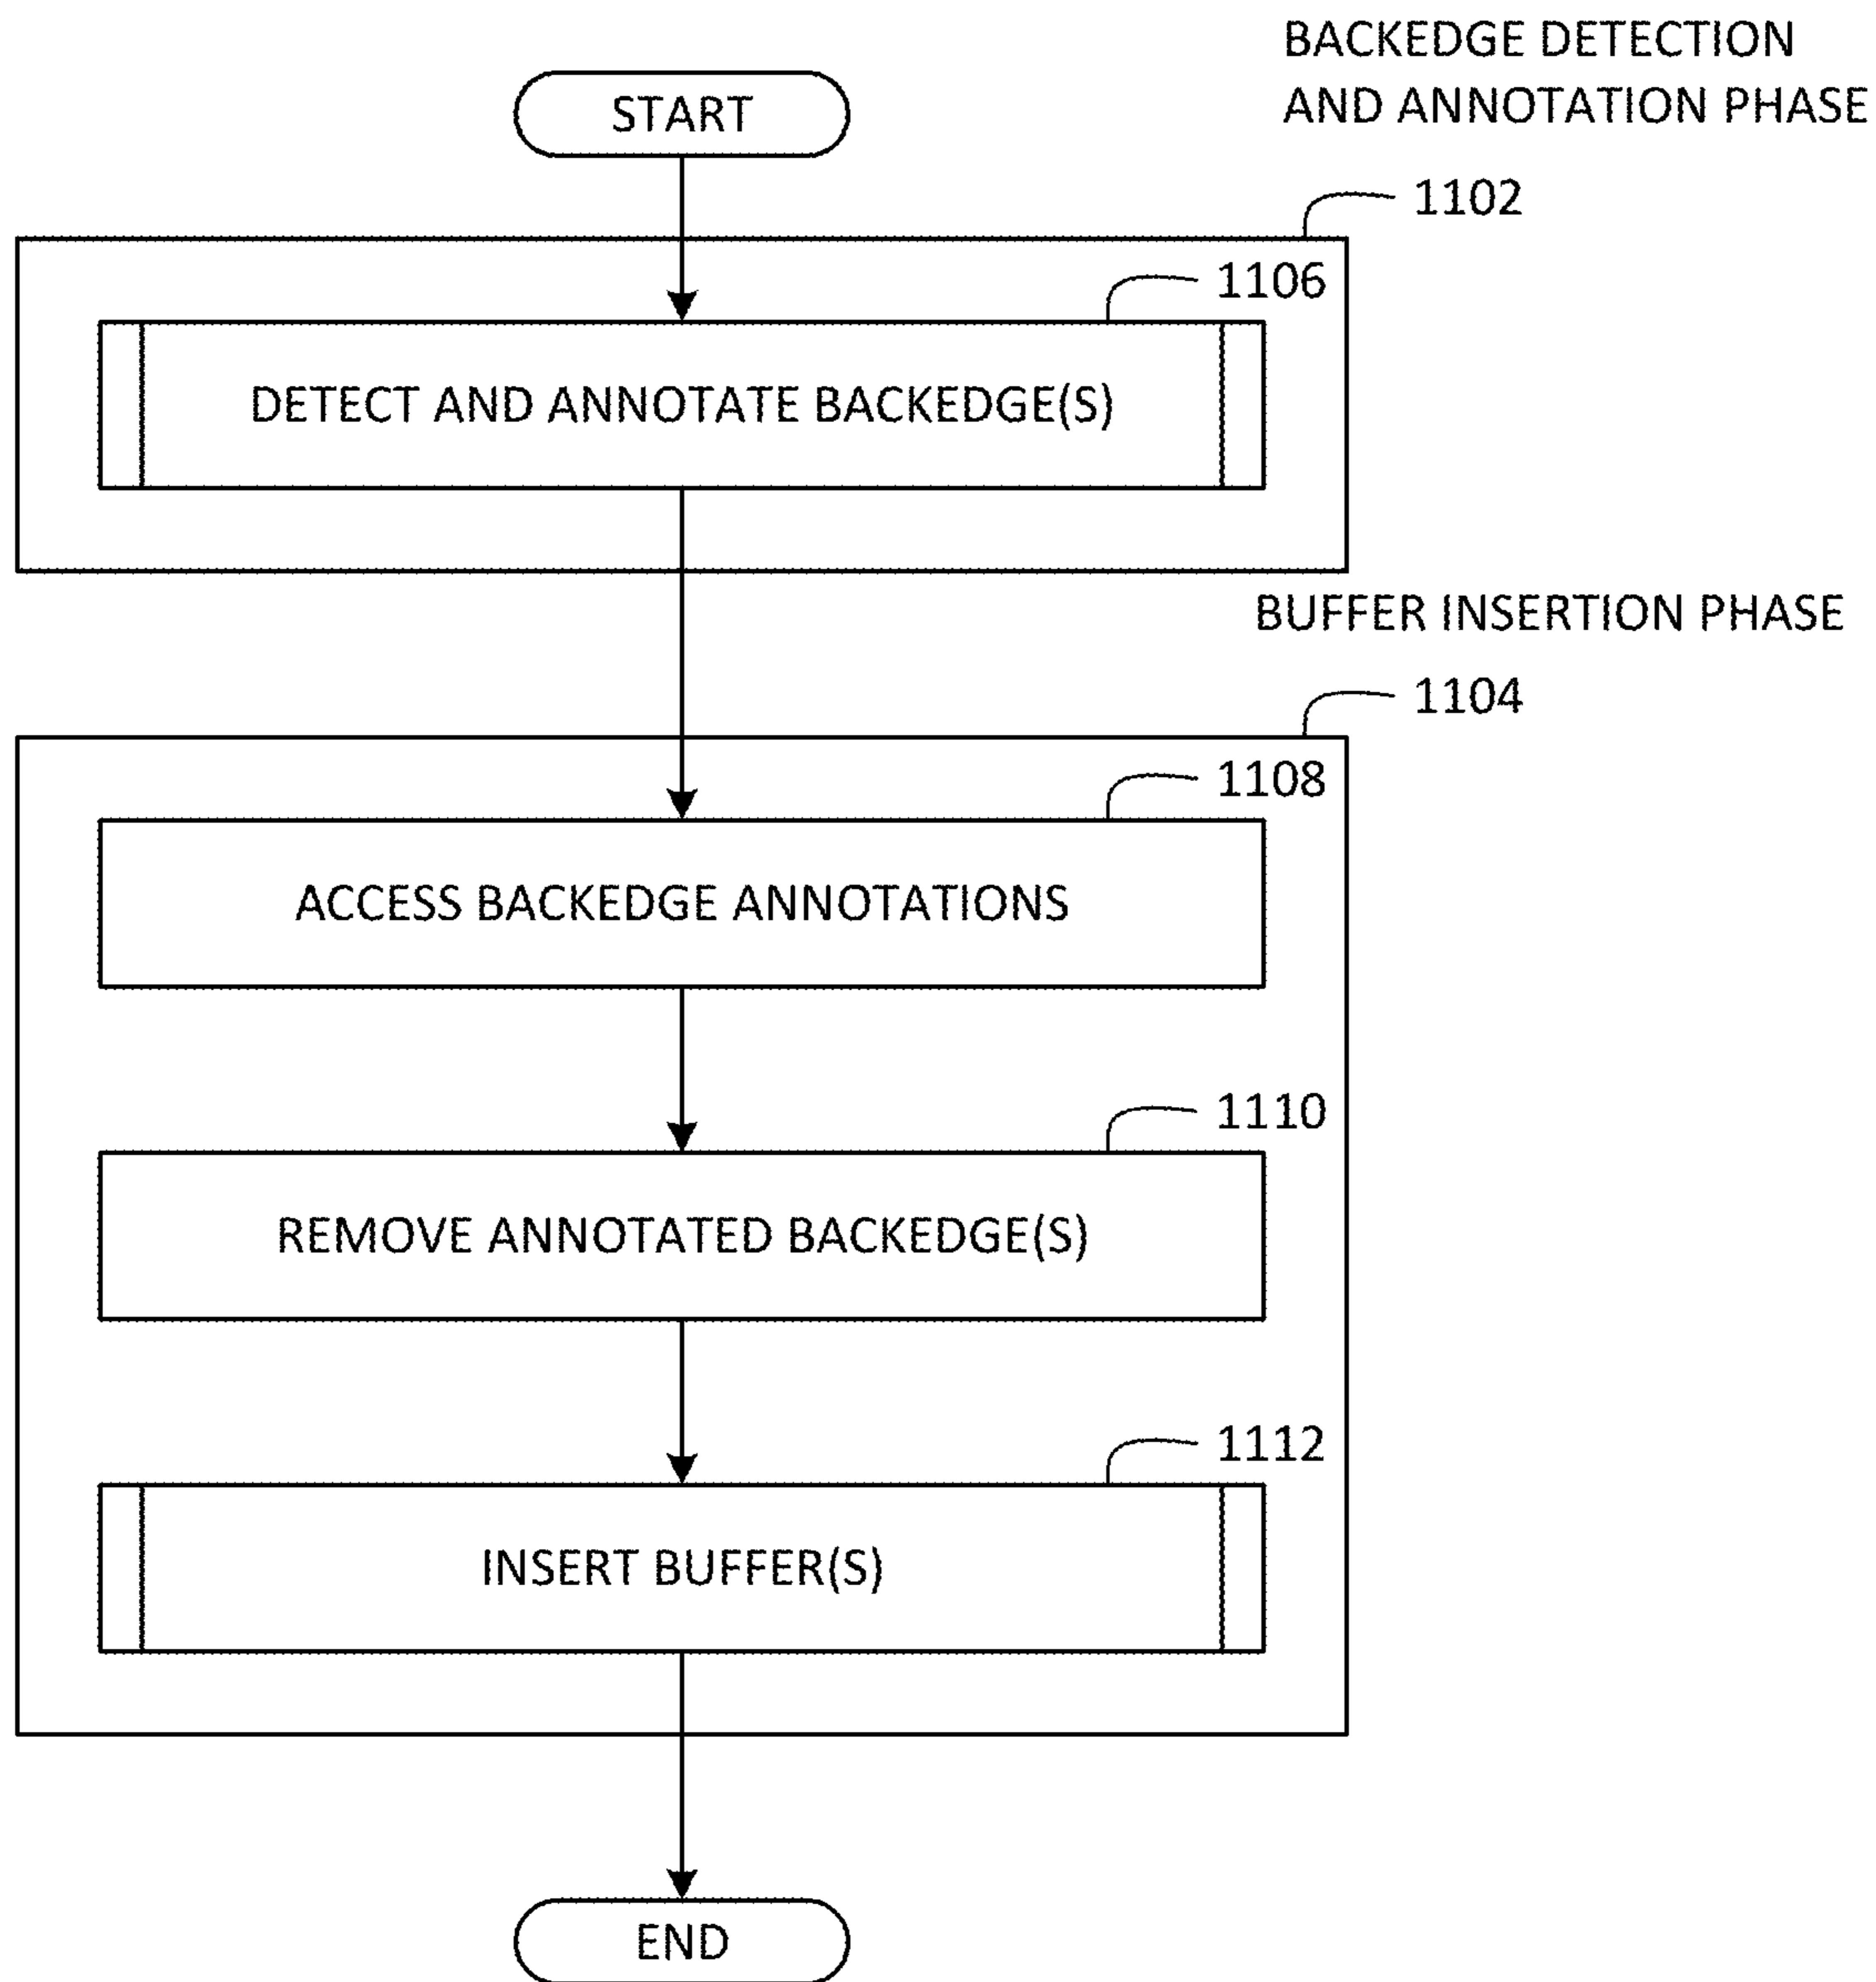 BACKEDGE DETECTION
AND ANNOTATION PHASE
START
1102
1106
DETECT AND ANNOTATE BACKEDGE(S)
BUFFER INSERTION PHASE
1104
1108
ACCESS BACKEDGE ANNOTATIONS
1110
REMOVE ANNOTATED BACKEDGE(S)
1112
INSERT BUFFER(S)
END